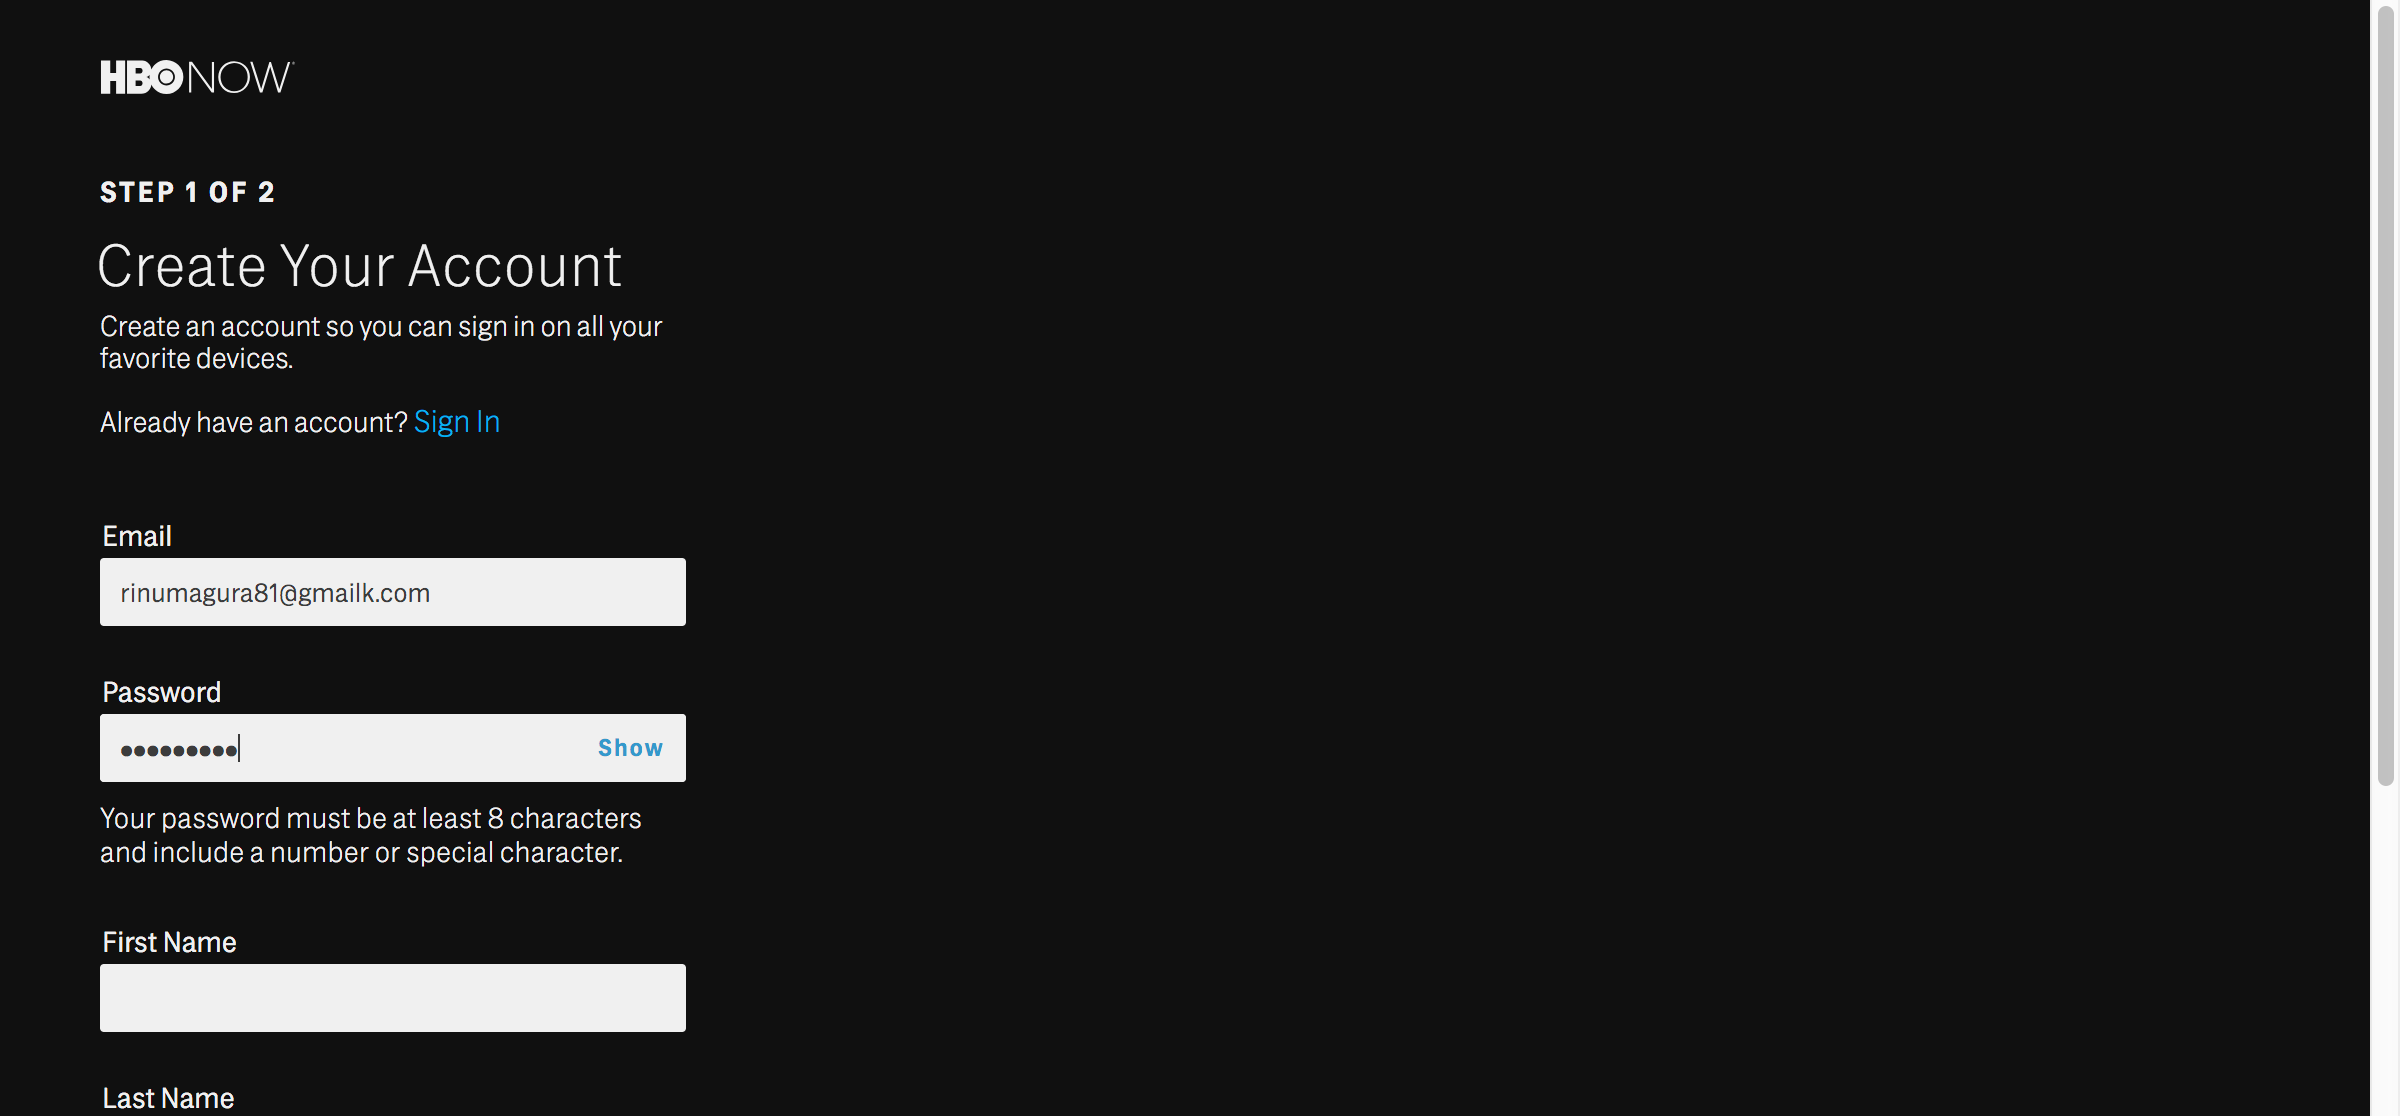 HBO NOW
STEP 1 OF 2
Create Your Account
Create an account so you can sign in on all your
favorite devices.
Already have an account? Sign In
Email
rinumagura81@gmailk.com
Password
•••••••••
Show
Your password must be at least 8 characters
and include a number or special character.
First Name
Last Name